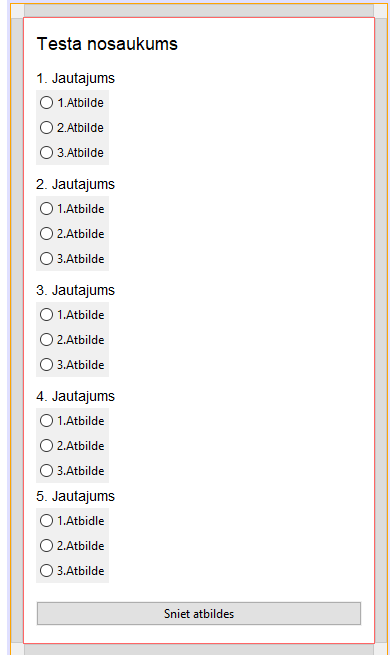 Testa nosaukums
1. Jautajums
1.Atbilde
2.Atbilde
3.Atbilde
2. Jautajums
1.Atbilde
2.Atbilde
3.Atbilde
3. Jautajums
1.Atbilde
2.Atbilde
3.Atbilde
4. Jautajums
1.Atbilde
2.Atbilde
3.Atbilde
5. Jautajums
1.Atbidle
2.Atbilde
3.Atbilde
Sniet atbildes